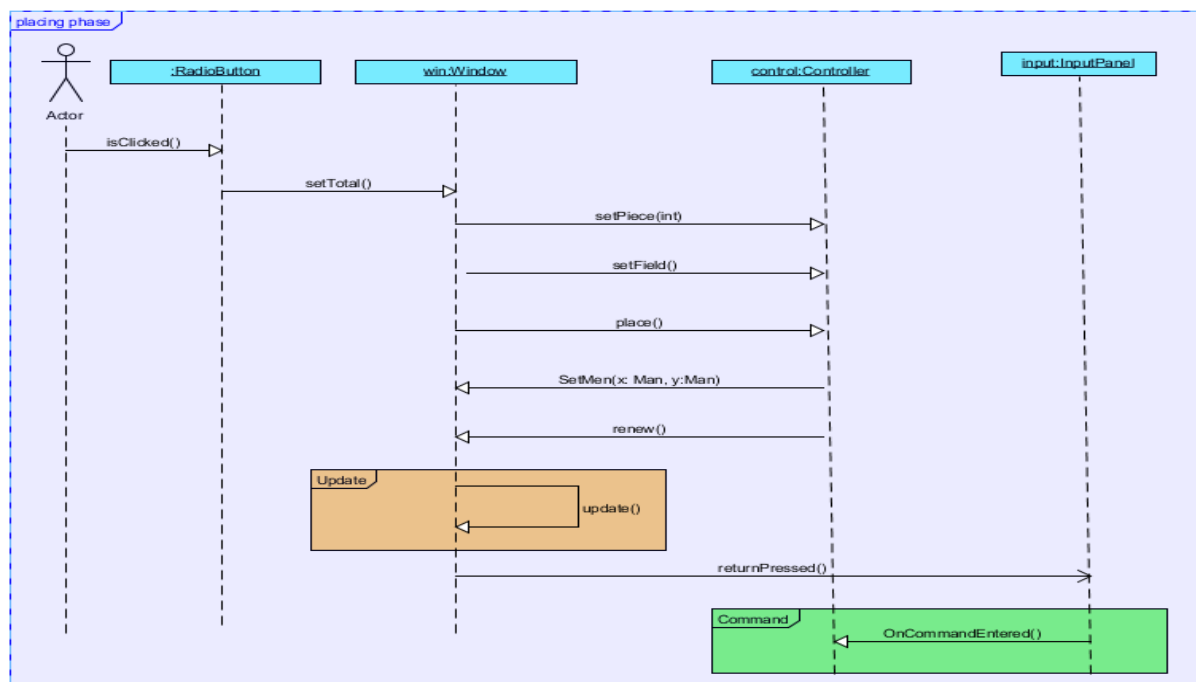 placing phase
Actor
:RadioButton
win:Window
control:Controller
input:InputPanel
isClicked()
setTotal()
setPiece(int)
setField()
place()
SetMen(x: Man, y:Man)
renew()
Update
update()
returnPressed()
Command
OnCommandEntered()